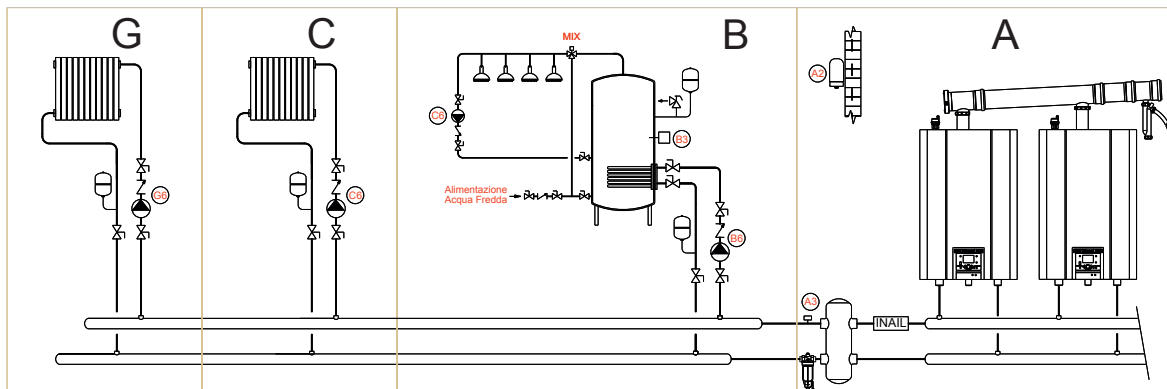 G
C
B
A
MIX
A2
C6
B3
Alimentazione
Acqua Fredda
G6
C6
B6
A3
INAIL